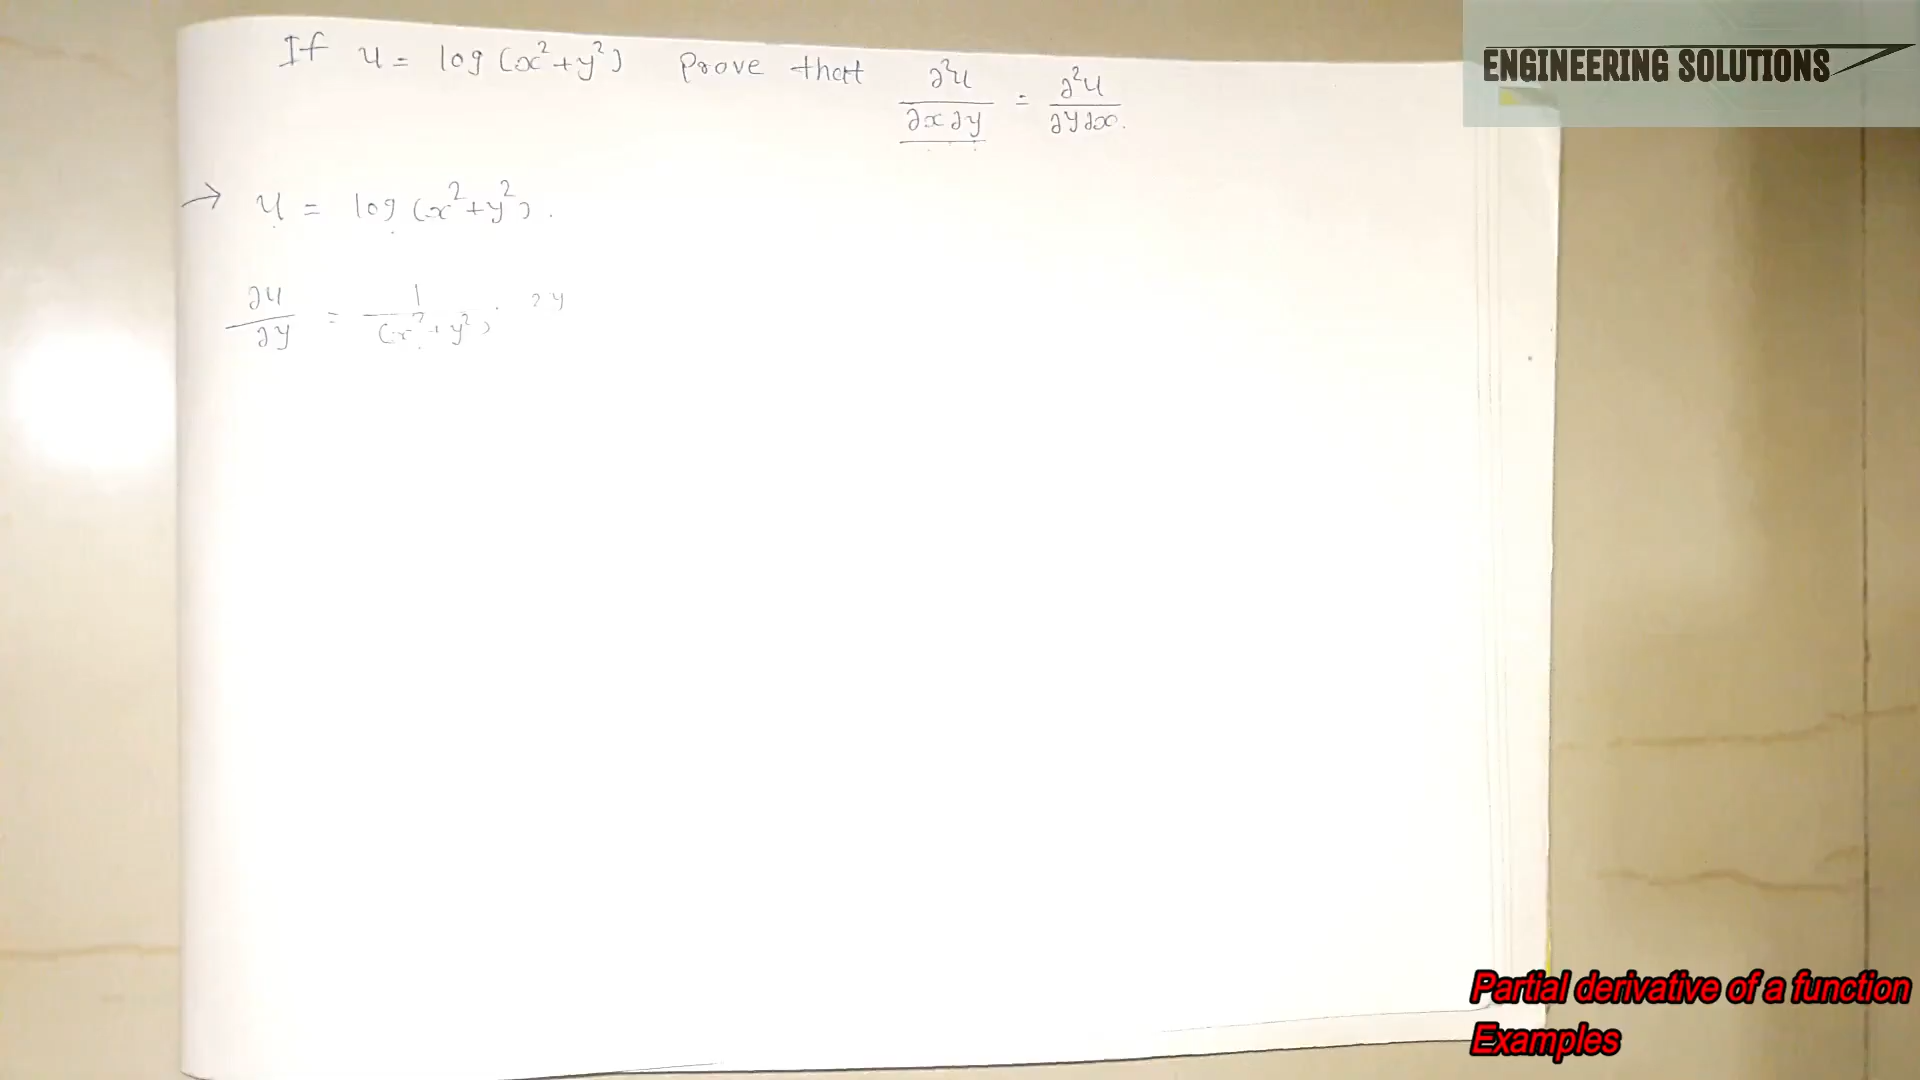 If u = log (x²+y²) prove that ∂²u/∂x∂y = ∂²u/∂y∂x.
→ u = log (x²+y²).
∂u/∂y = 1/(x²+y²) · 2y
ENGINEERING SOLUTIONS
Partial derivative of a function
Examples